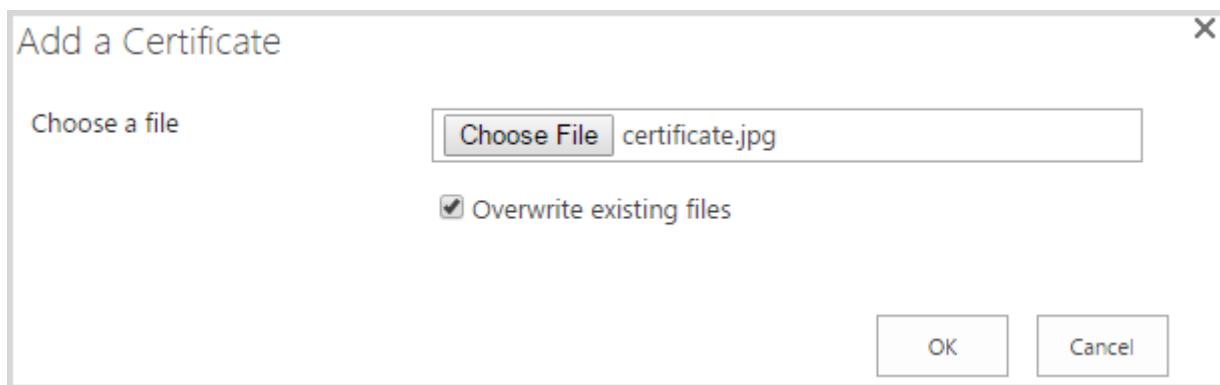 Add a Certificate
Choose a file
Choose File certificate.jpg
Overwrite existing files
OK Cancel